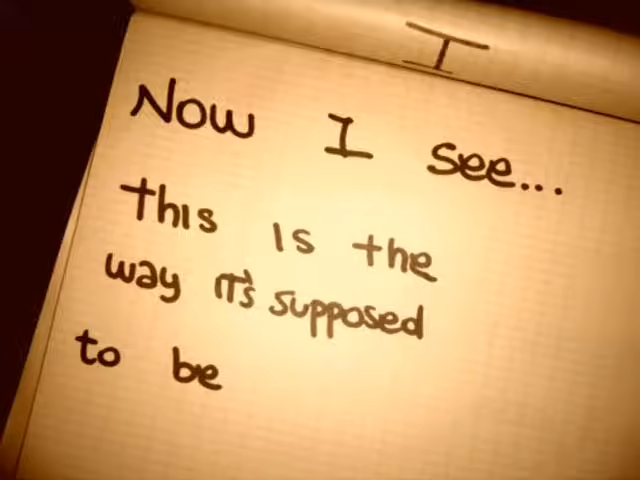 I
Now I see...
This is the
way it's supposed
to be